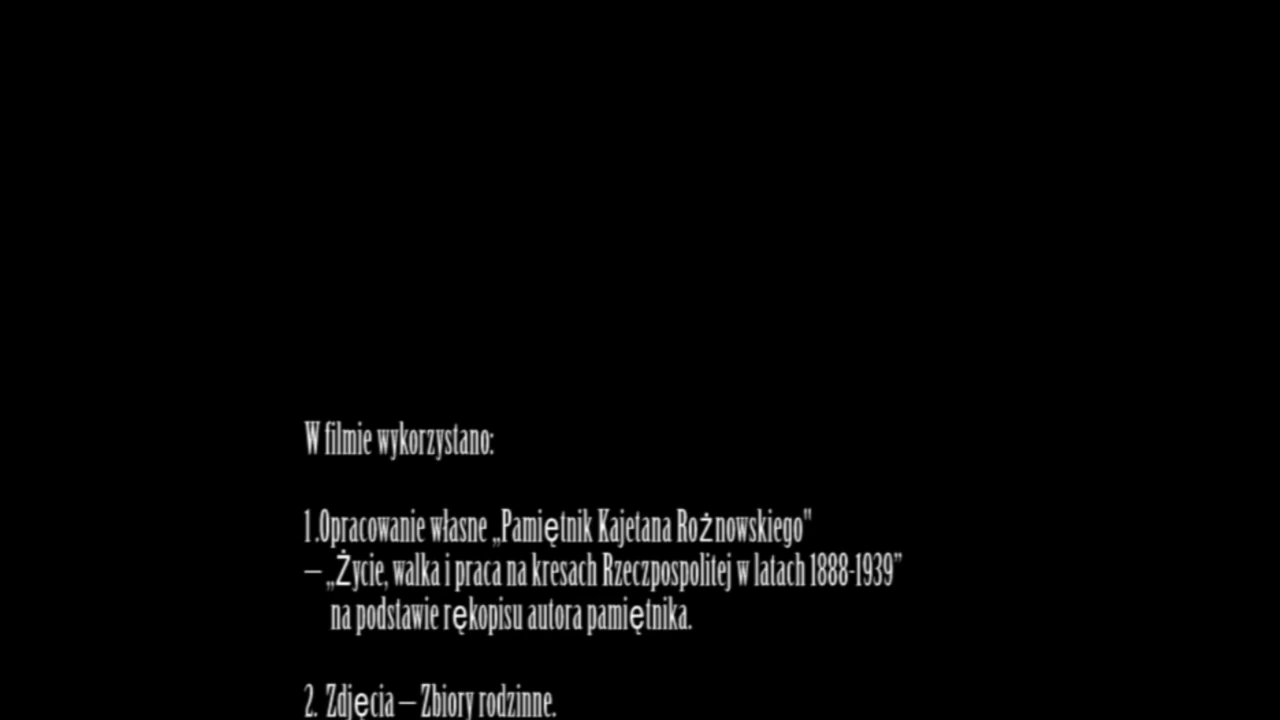 W filmie wykorzystano:
1.Opracowanie własne „Pamiętnik Kajetana Rożnowskiego"
– „Życie, walka i praca na kresach Rzeczpospolitej w latach 1888-1939”
na podstawie rękopisu autora pamiętnika.
2. Zdjęcia – Zbiory rodzinne.